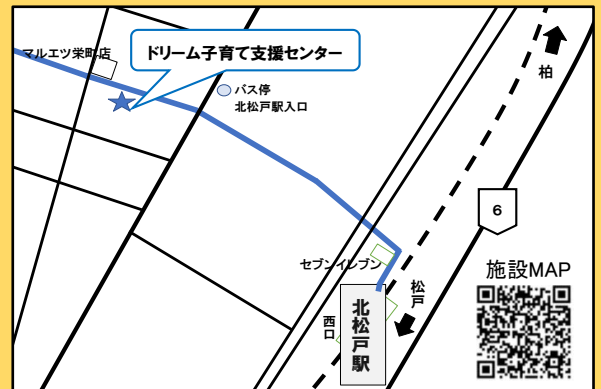 マルエツ栄町店
ドリーム子育て支援センター
バス停
北松戸駅入口
柏
6
セブンイレブン
施設MAP
松戸
西口
北松戸駅